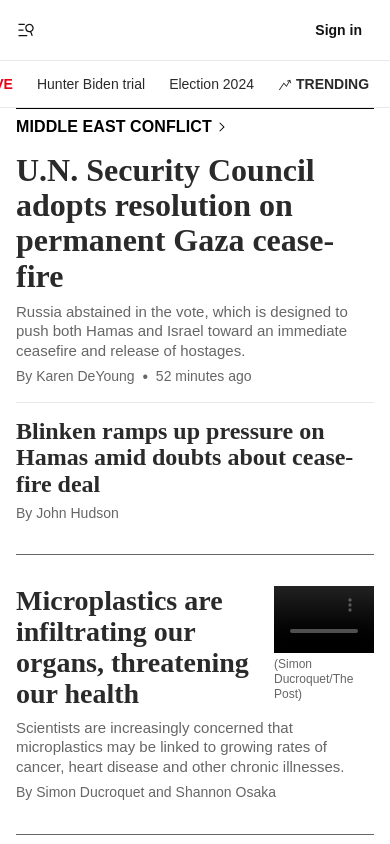 Sign in
VE Hunter Biden trial Election 2024 TRENDING
MIDDLE EAST CONFLICT
U.N. Security Council
adopts resolution on
permanent Gaza cease-
fire
Russia abstained in the vote, which is designed to
push both Hamas and Israel toward an immediate
ceasefire and release of hostages.
By Karen DeYoung • 52 minutes ago
Blinken ramps up pressure on
Hamas amid doubts about cease-
fire deal
By John Hudson
Microplastics are
infiltrating our
organs, threatening
our health
(Simon
Ducroquet/The
Post)
Scientists are increasingly concerned that
microplastics may be linked to growing rates of
cancer, heart disease and other chronic illnesses.
By Simon Ducroquet and Shannon Osaka